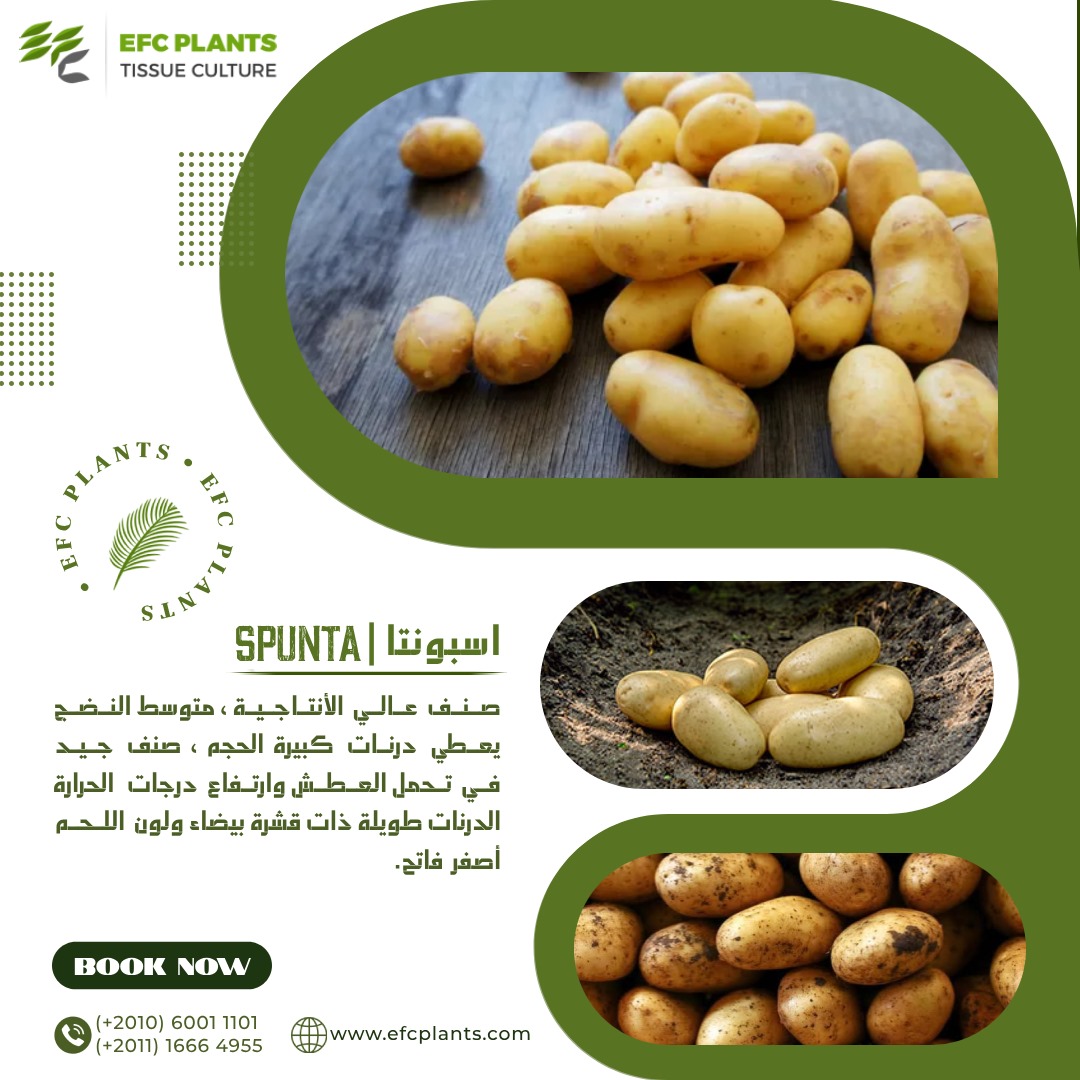 EFC PLANTS
TISSUE CULTURE
EFC PLANTS • EFC PLANTS • EFC PLANTS •
SPUNTA | اسبونتا
صنف عالي الأنتاجية ، متوسط النضج
يعطي درنات كبيرة الحجم ، صنف جيد
في تحمل العطش وارتفاع درجات الحرارة
الدرنات طويلة ذات قشرة بيضاء ولون اللحم
أصفر فاتح.
BOOK NOW
(+2010) 6001 1101
(+2011) 1666 4955
www.efcplants.com